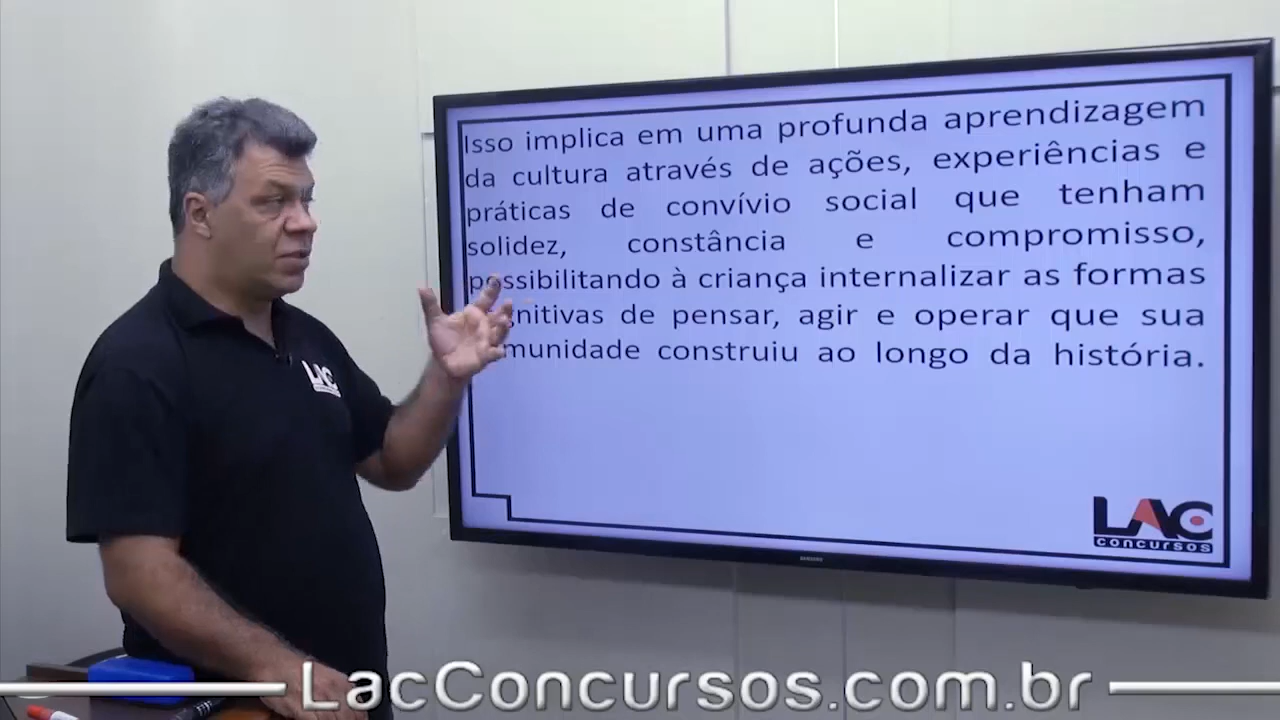 Isso implica em uma profunda aprendizagem
da cultura através de ações, experiências e
práticas de convívio social que tenham
solidez, constância e compromisso,
possibilitando à criança internalizar as formas
de pensar, agir e operar que sua
construiu ao longo da história.
LAC
LAC
concursos
SAMSUNG
LacConcursos.com.br